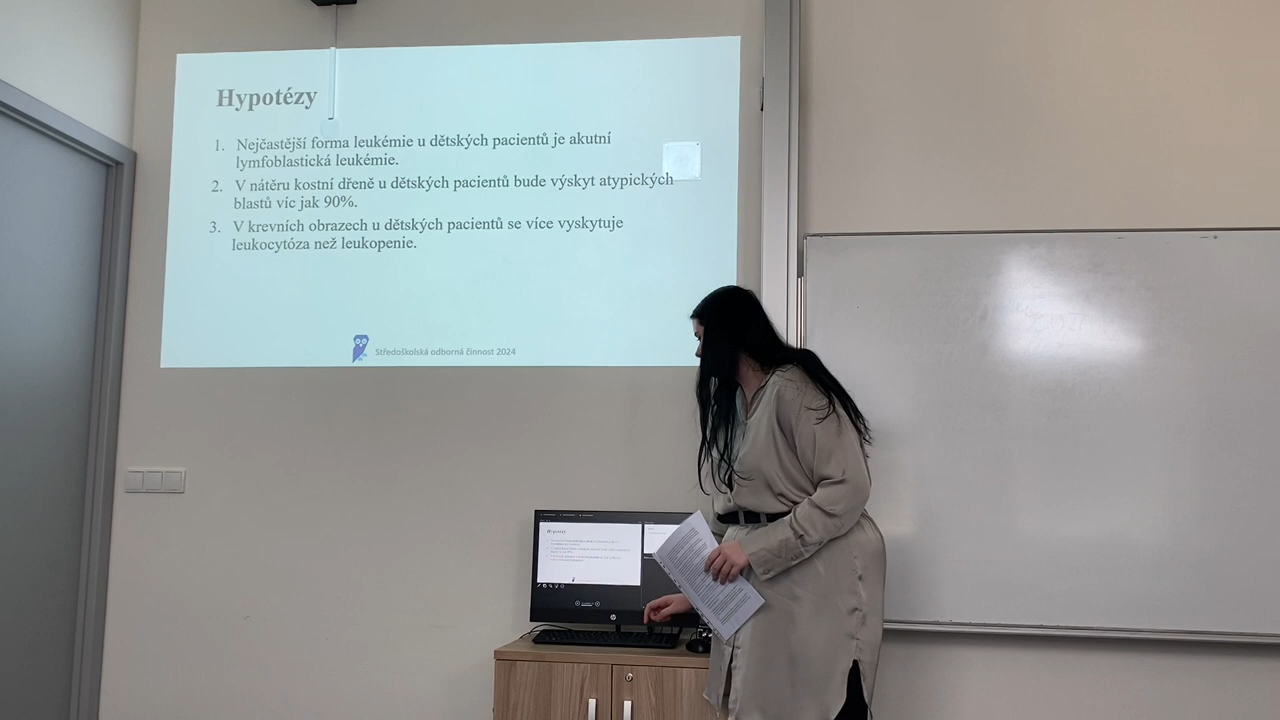 Hypotézy
1. Nejčastější forma leukémie u dětských pacientů je akutní
lymfoblastická leukémie.
2. V nátěru kostní dřeně u dětských pacientů bude výskyt atypických
blastů víc jak 90%.
3. V krevních obrazech u dětských pacientů se více vyskytuje
leukocytóza než leukopenie.
Středoškolská odborná činnost 2024
Hypotézy
hp